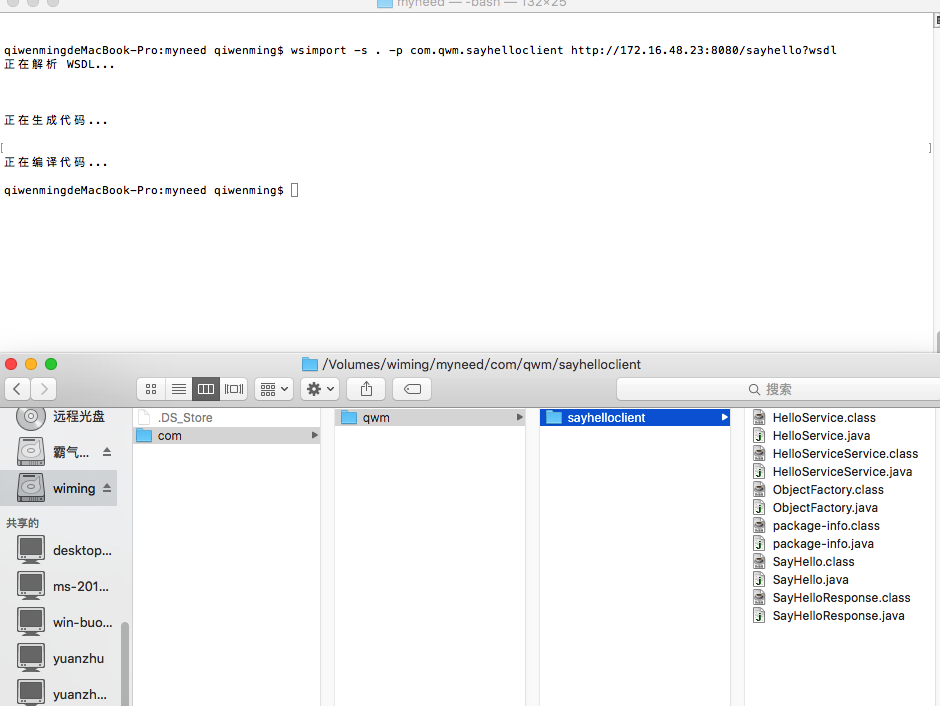 myneed — -bash — 132×25
qiwenmingdeMacBook-Pro:myneed qiwenming$ wsimport -s . -p com.qwm.sayhelloclient http://172.16.48.23:8080/sayhello?wsdl
正在解析 WSDL...
正在生成代码...
[ ]
正在编译代码...
qiwenmingdeMacBook-Pro:myneed qiwenming$
/Volumes/wiming/myneed/com/qwm/sayhelloclient
搜索
远程光盘
霸气...
wiming
共享的
desktop...
ms-201...
win-buo...
yuanzhu
yuanzh...
.DS_Store
com
qwm
sayhelloclient
HelloService.class
HelloService.java
HelloServiceService.class
HelloServiceService.java
ObjectFactory.class
ObjectFactory.java
package-info.class
package-info.java
SayHello.class
SayHello.java
SayHelloResponse.class
SayHelloResponse.java